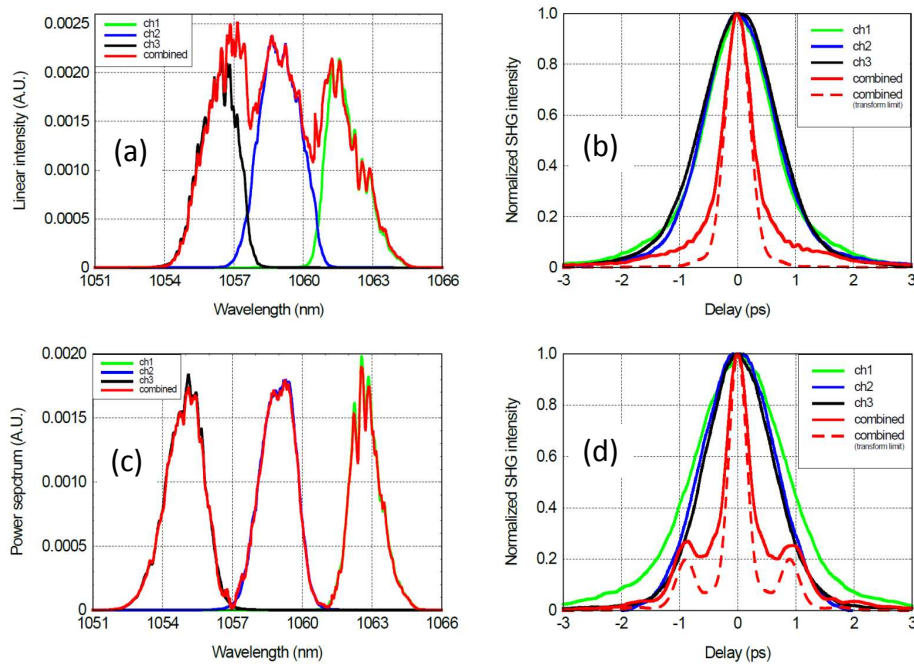 0.0025
0.0020
0.0015
0.0010
0.0005
0
Linear intensity (A.U.)
ch1
ch2
ch3
combined
(a)
1051
1054
1057
1060
1063
1066
Wavelength (nm)
1.0
0.8
0.6
0.4
0.2
0
Normalized SHG intensity
ch1
ch2
ch3
combined
combined
(transform limit)
(b)
-3
-2
-1
0
1
2
3
Delay (ps)
0.0020
0.0015
0.0010
0.0005
0
Power sepctrum (A.U.)
ch1
ch2
ch3
combined
(c)
1051
1054
1057
1060
1063
1066
Wavelength (nm)
1.0
0.8
0.6
0.4
0.2
0
Normalized SHG intensity
ch1
ch2
ch3
combined
combined
(transform limit)
(d)
-3
-2
-1
0
1
2
3
Delay (ps)